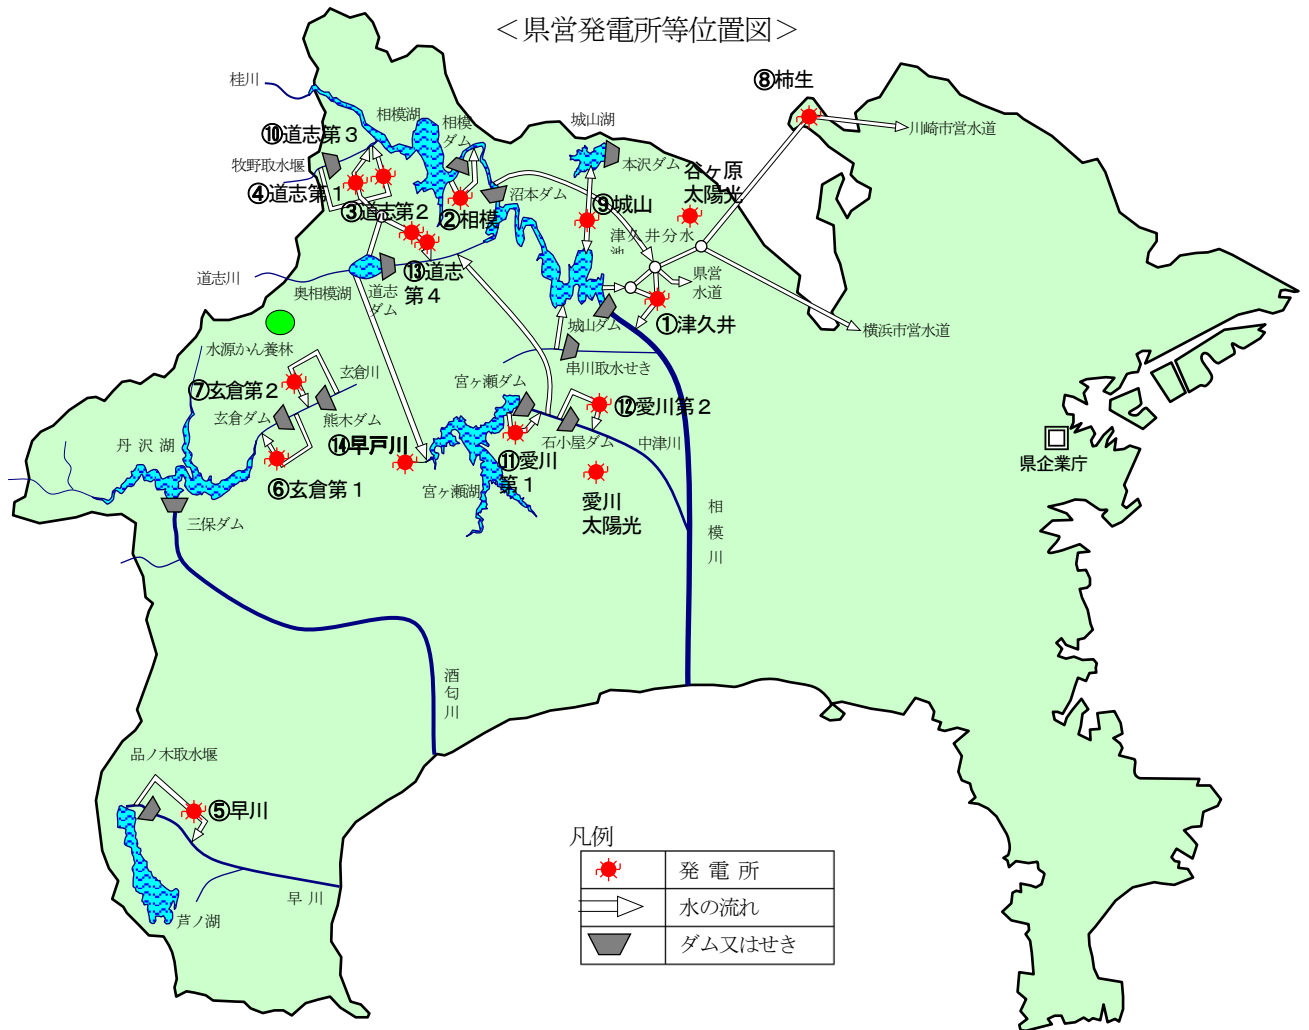 ＜県営発電所等位置図＞
桂川
⑧柿生
相模湖
相模
ダム
城山湖
川崎市営水道
⑩道志第３
牧野取水堰
本沢ダム
谷ヶ原
太陽光
④道志第１
③道志第２
②相模
沼本ダム
⑨城山
津久井分水
池
道志川
奥相模湖
道志
ダム
⑬道志
第４
県営
水道
①津久井
横浜市営水道
城山ダム
水源かん養林
串川取水せき
⑦玄倉第２
玄倉川
宮ヶ瀬ダム
玄倉ダム
熊木ダム
⑫愛川第２
丹沢湖
⑭早戸川
石小屋ダム
中津川
⑪愛川
第１
県企業庁
⑥玄倉第１
宮ヶ瀬湖
愛川
太陽光
三保ダム
相模川
酒匂川
品ノ木取水堰
⑤早川
早川
芦ノ湖
凡例
発電所
水の流れ
ダム又はせき